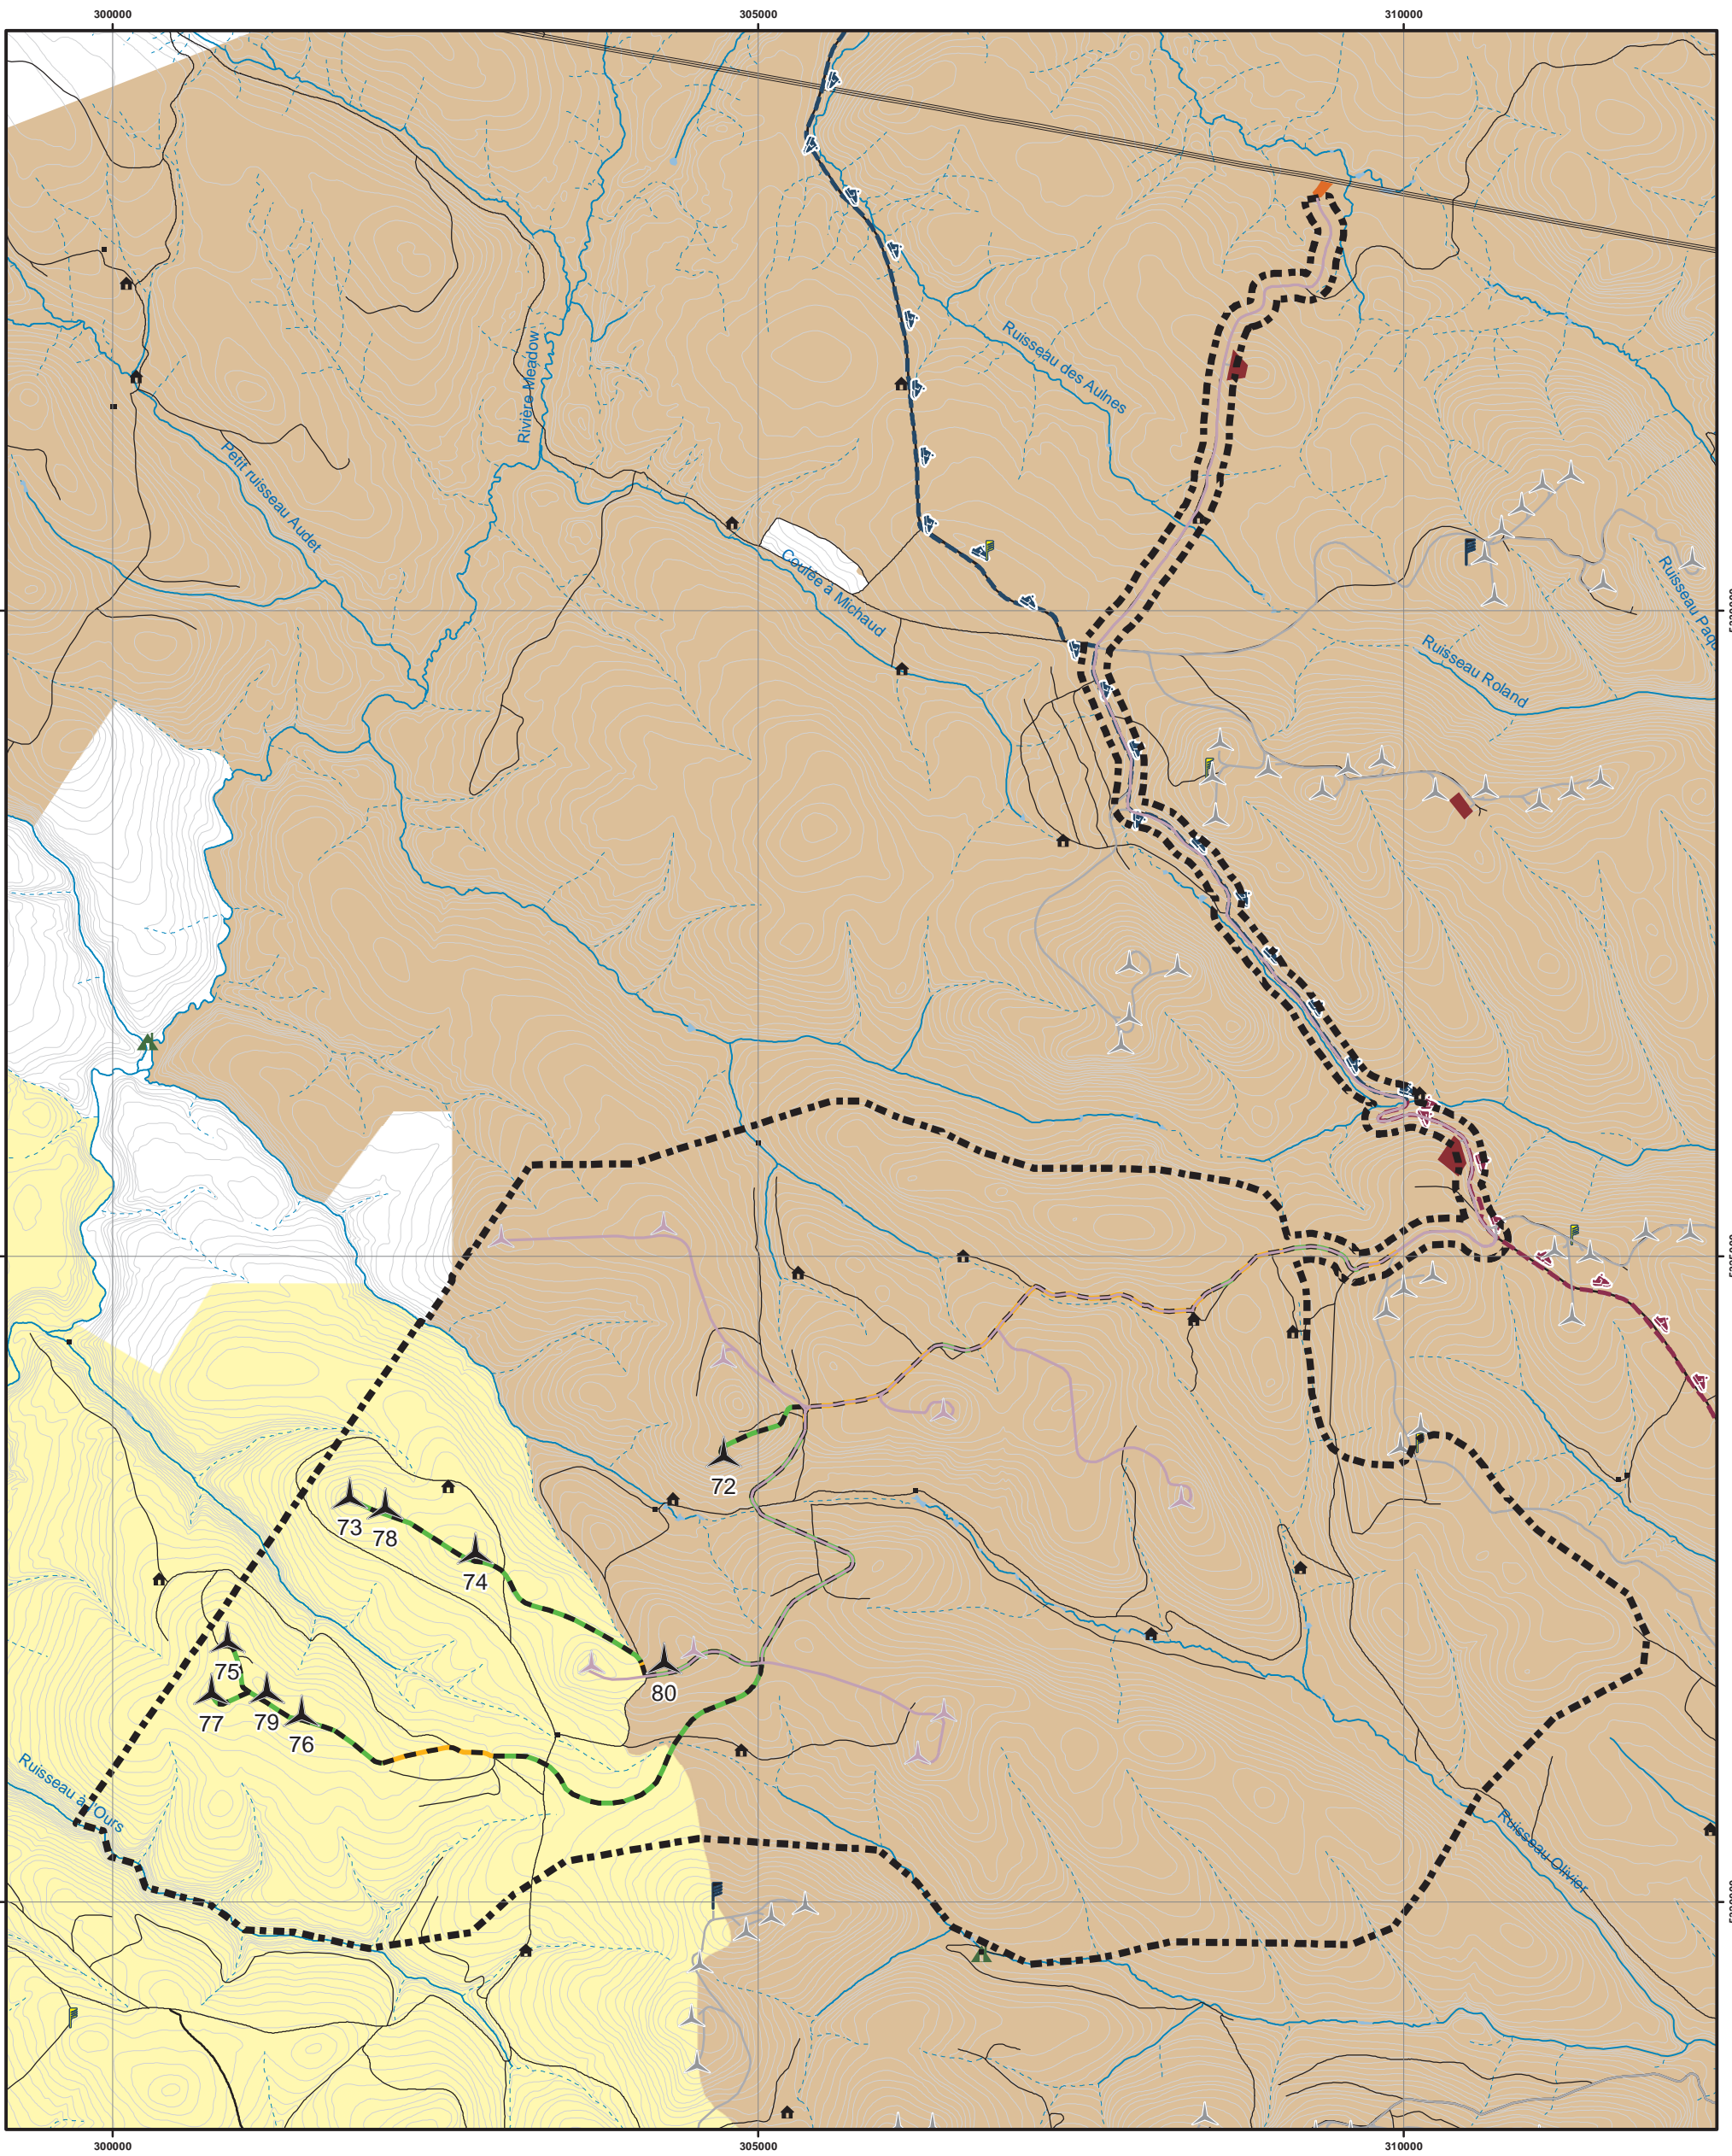 300000
305000
310000
Ruisseau des Aulnes
Rivière Meadow
Petit ruisseau Audet
Coulée à Michaud
Ruisseau
Ruisseau Roland
72
73
78
74
75
80
77
79
76
Ruisseau à l'Ours
Ruisseau Olivier
300000
305000
310000